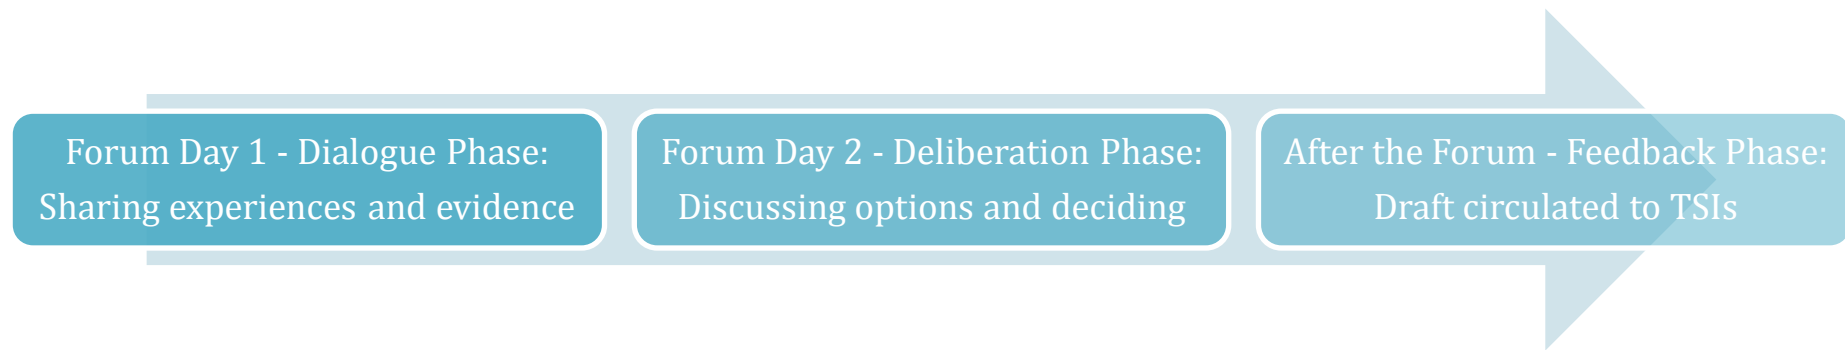 Forum Day 1 - Dialogue Phase:
Sharing experiences and evidence
Forum Day 2 - Deliberation Phase:
Discussing options and deciding
After the Forum - Feedback Phase:
Draft circulated to TSIs